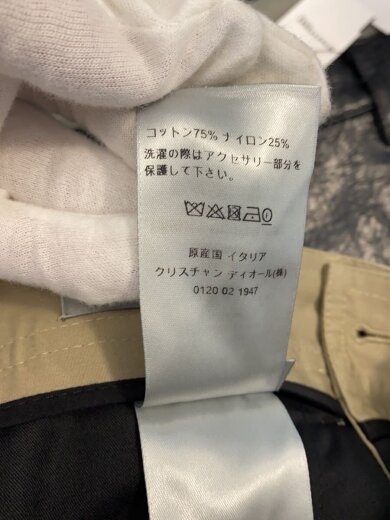 コットン75% ナイロン25%
洗濯の際はアクセサリー部分を
保護して下さい。
原産国 イタリア
クリスチャン ディオール(株)
0120 02 1947